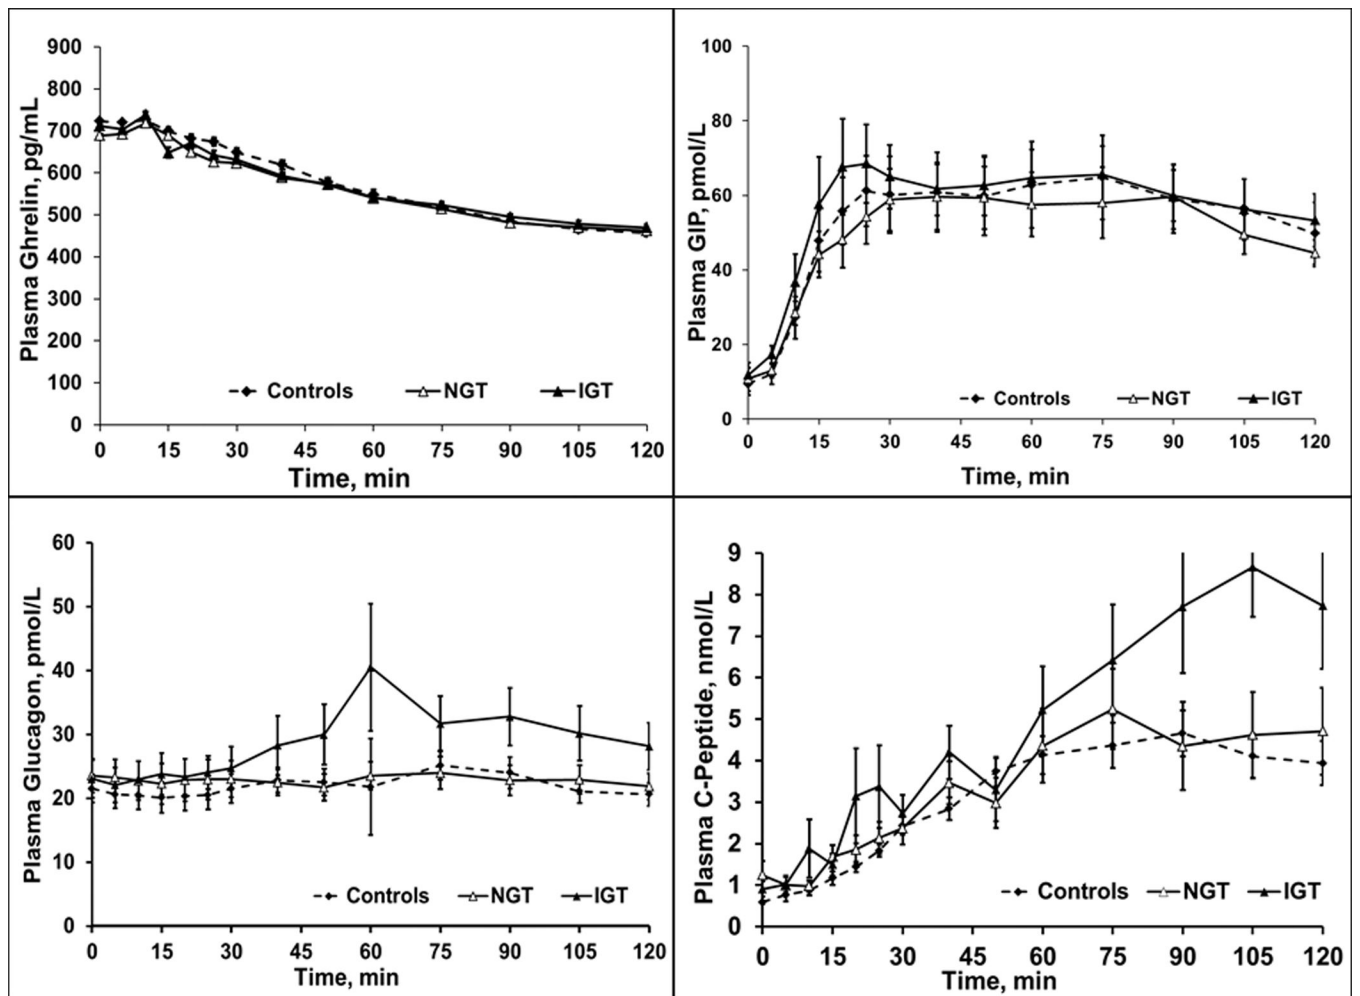 Plasma Ghrelin, pg/mL
900
800
700
600
500
400
300
200
100
0
Controls NGT IGT
0 15 30 45 60 75 90 105 120
Time, min
Plasma GIP, pmol/L
100
80
60
40
20
0
Controls NGT IGT
0 15 30 45 60 75 90 105 120
Time, min
Plasma Glucagon, pmol/L
60
50
40
30
20
10
0
Controls NGT IGT
0 15 30 45 60 75 90 105 120
Time, min
Plasma C-Peptide, nmol/L
9
8
7
6
5
4
3
2
1
0
Controls NGT IGT
0 15 30 45 60 75 90 105 120
Time, min